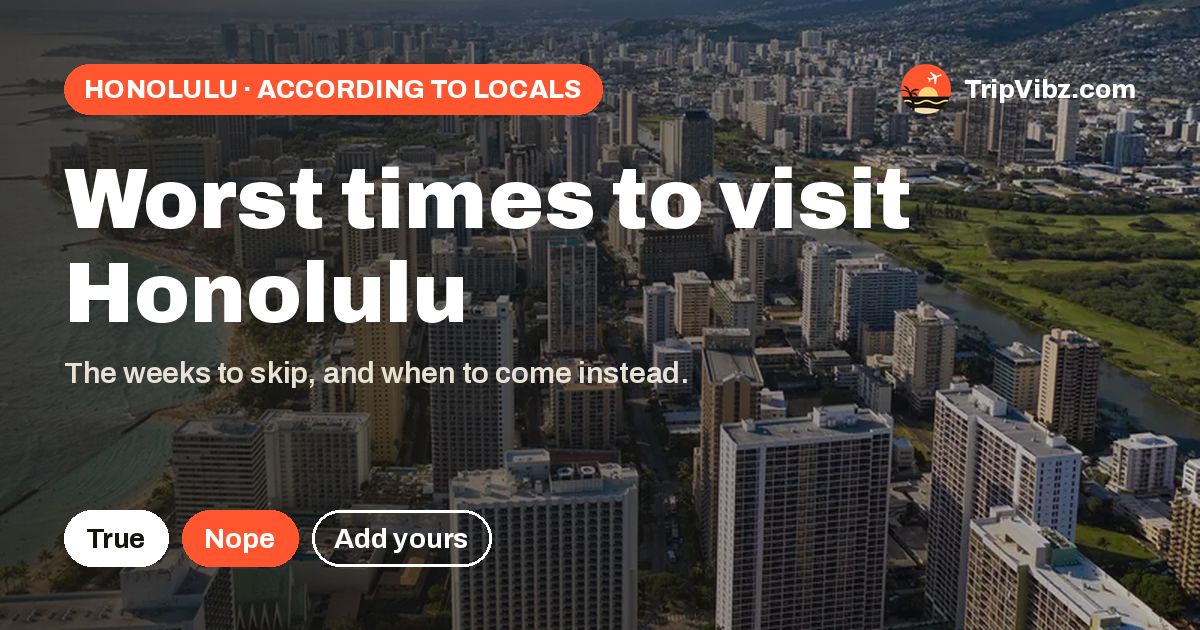 HONOLULU · ACCORDING TO LOCALS
TripVibz.com
Worst times to visit
Honolulu
The weeks to skip, and when to come instead.
True
Nope
Add yours